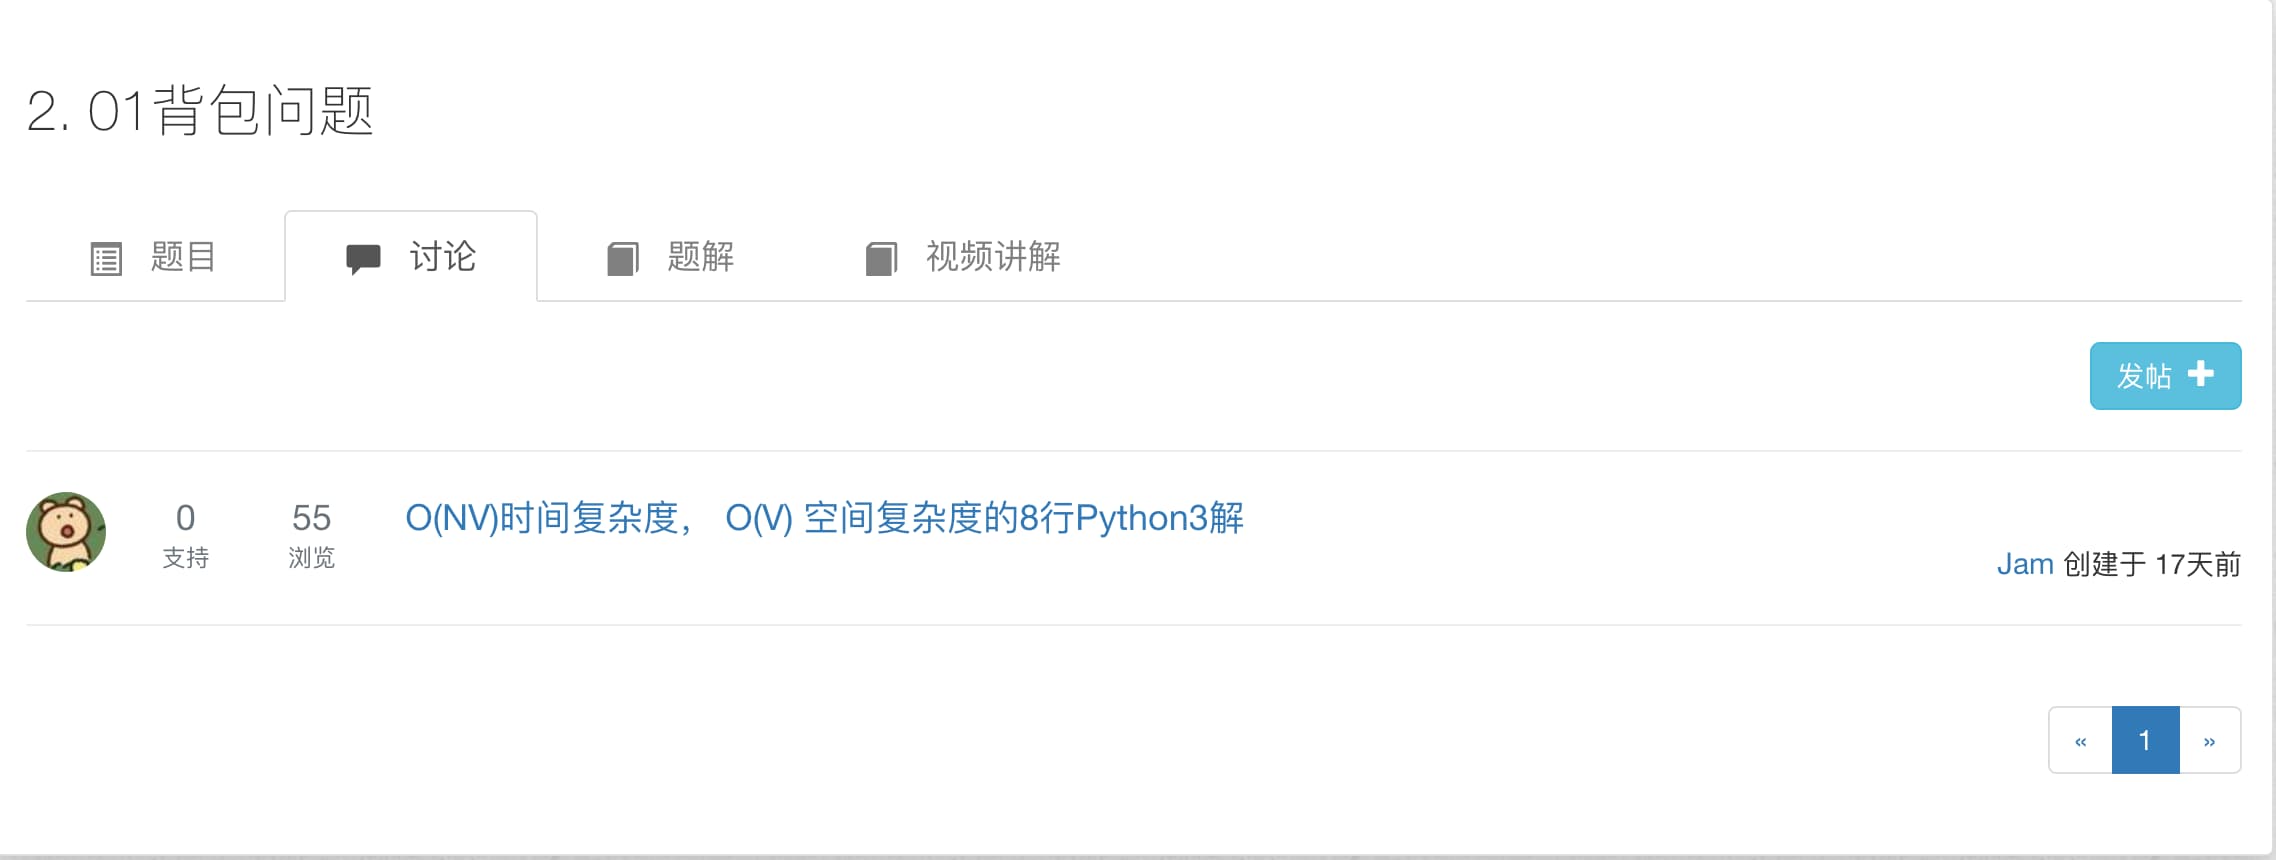 2. 01背包问题
题目 讨论 题解 视频讲解
发帖
0 55 O(NV)时间复杂度， O(V) 空间复杂度的8行Python3解
支持 浏览
Jam 创建于 17天前
« 1 »